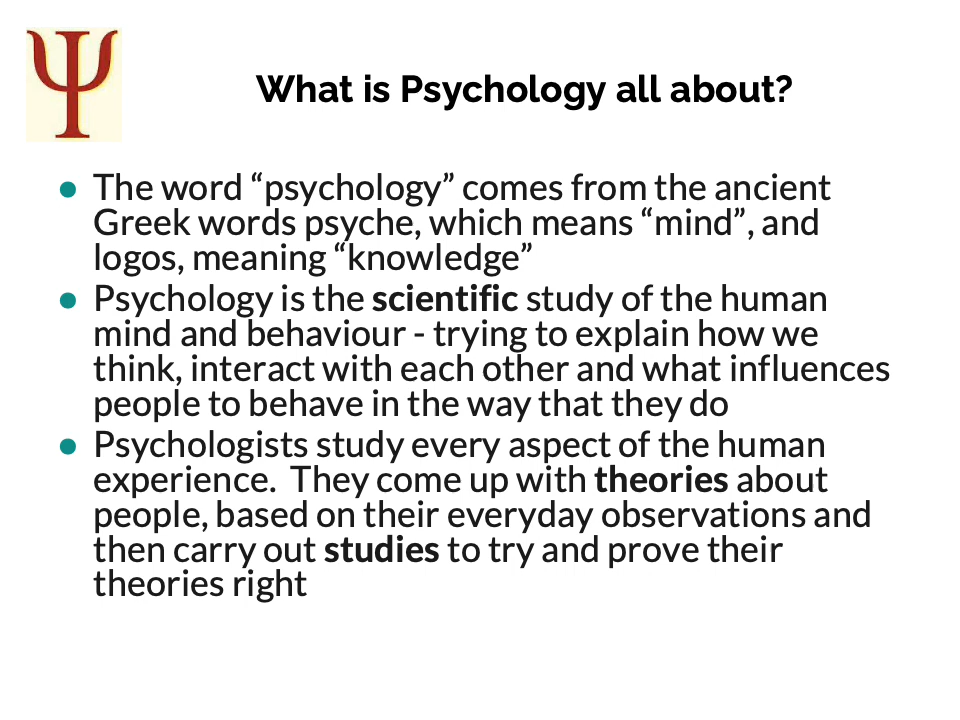 What is Psychology all about?
● The word “psychology” comes from the ancient
Greek words psyche, which means “mind”, and
logos, meaning “knowledge”
● Psychology is the scientific study of the human
mind and behaviour - trying to explain how we
think, interact with each other and what influences
people to behave in the way that they do
● Psychologists study every aspect of the human
experience.  They come up with theories about
people, based on their everyday observations and
then carry out studies to try and prove their
theories right